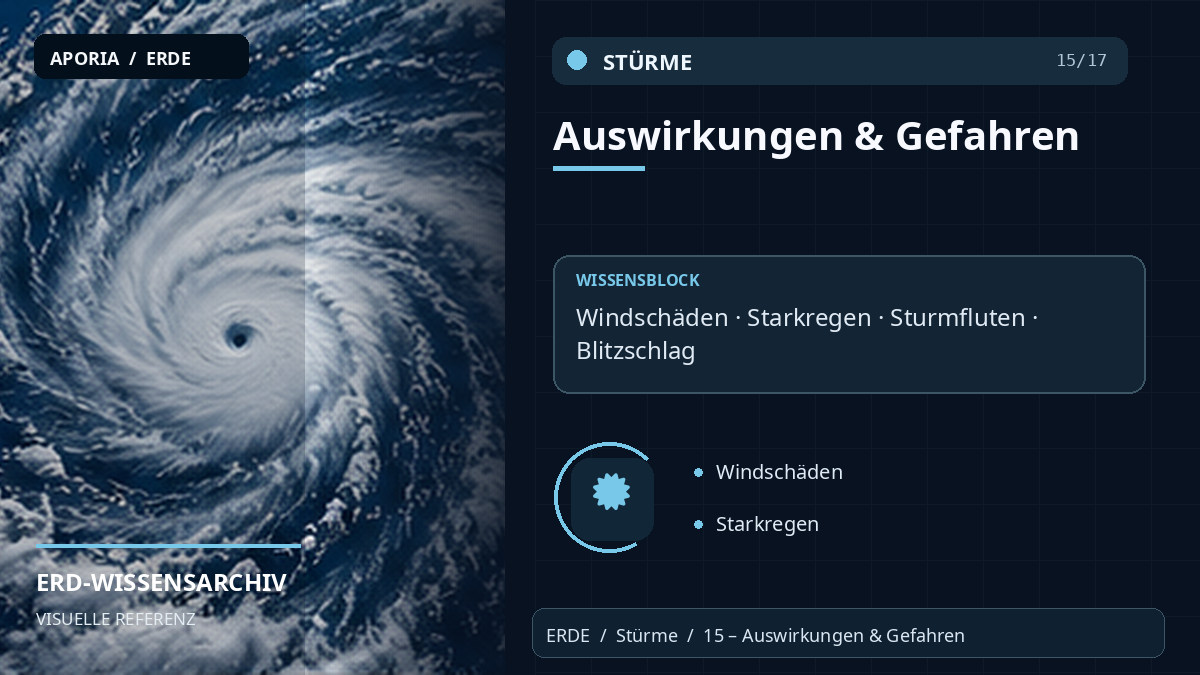 APORIA / ERDE
ERD-WISSENSARCHIV
VISUELLE REFERENZ
STÜRME
15/17
Auswirkungen & Gefahren
WISSENSBLOCK
Windschäden · Starkregen · Sturmfluten ·
Blitzschlag
Windschäden
Starkregen
ERDE / Stürme / 15 – Auswirkungen & Gefahren